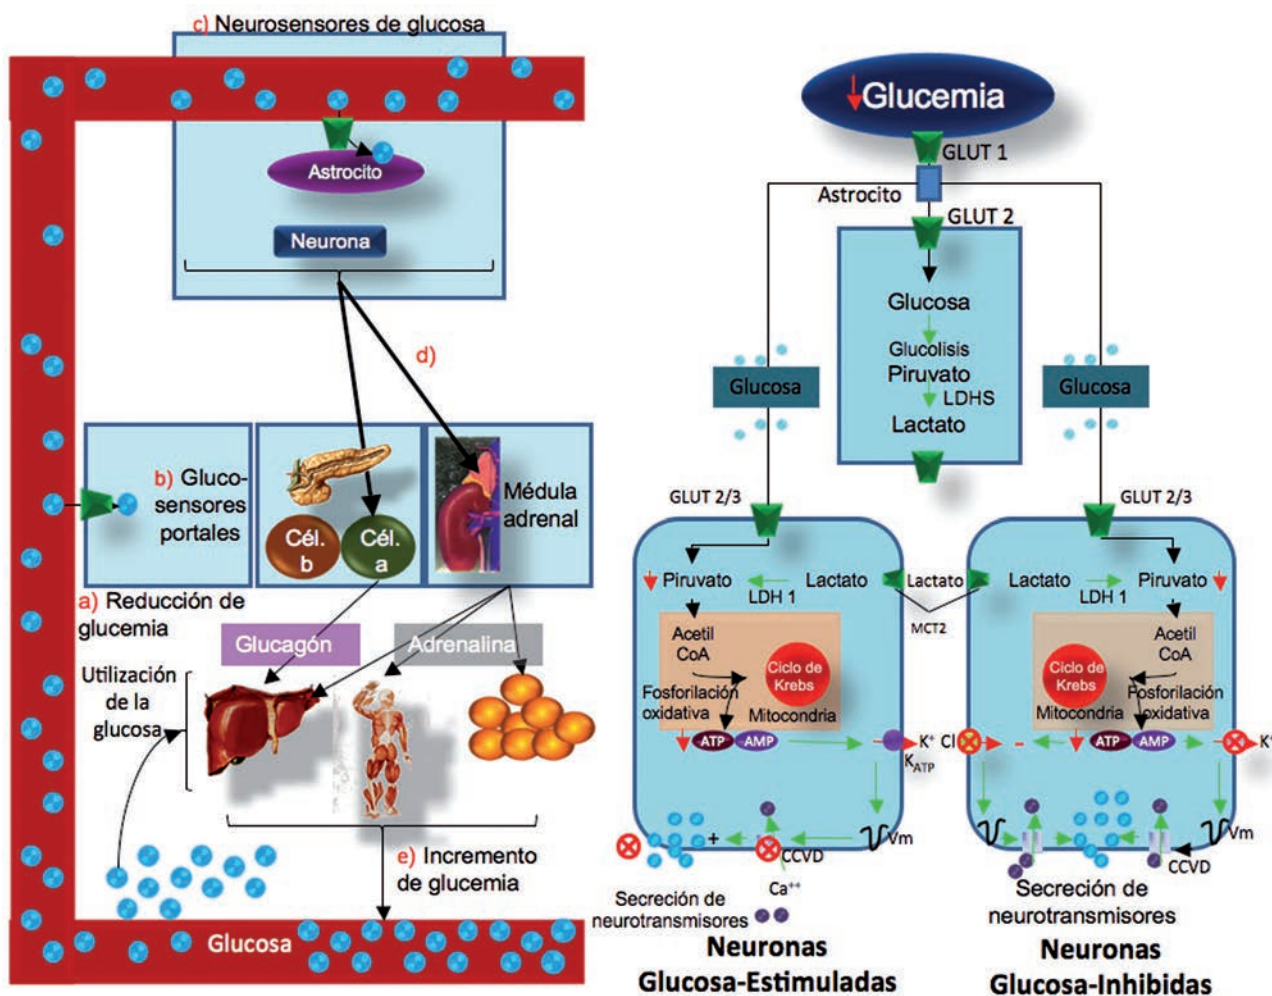 c) Neurosensores de glucosa
Astrocito
Neurona
d)
b) Gluco-
sensores
portales
Cél.
b
Cél.
a
Médula
adrenal
a) Reducción de
glucemia
Glucagón
Adrenalina
Utilización
de la
glucosa
e) Incremento
de glucemia
Glucosa
Glucemia
GLUT 1
Astrocito
GLUT 2
Glucosa
Glucolisis
Piruvato
LDHS
Lactato
Glucosa
Glucosa
GLUT 2/3
Piruvato
Lactato
LDH 1
Acetil
CoA
Ciclo de
Krebs
Fosforilación
oxidativa
Mitocondria
ATP
AMP
K⁺
K_ATP
Vm
+
CCVD
Ca⁺⁺
Secreción de
neurotransmisores
Neuronas
Glucosa-Estimuladas
Lactato
MCT2
GLUT 2/3
Lactato
Piruvato
LDH 1
Acetil
CoA
Ciclo de
Krebs
Mitocondria
Fosforilación
oxidativa
Cl
-
ATP
AMP
K⁺
Vm
CCVD
Secreción de
neurotransmisores
Neuronas
Glucosa-Inhibidas